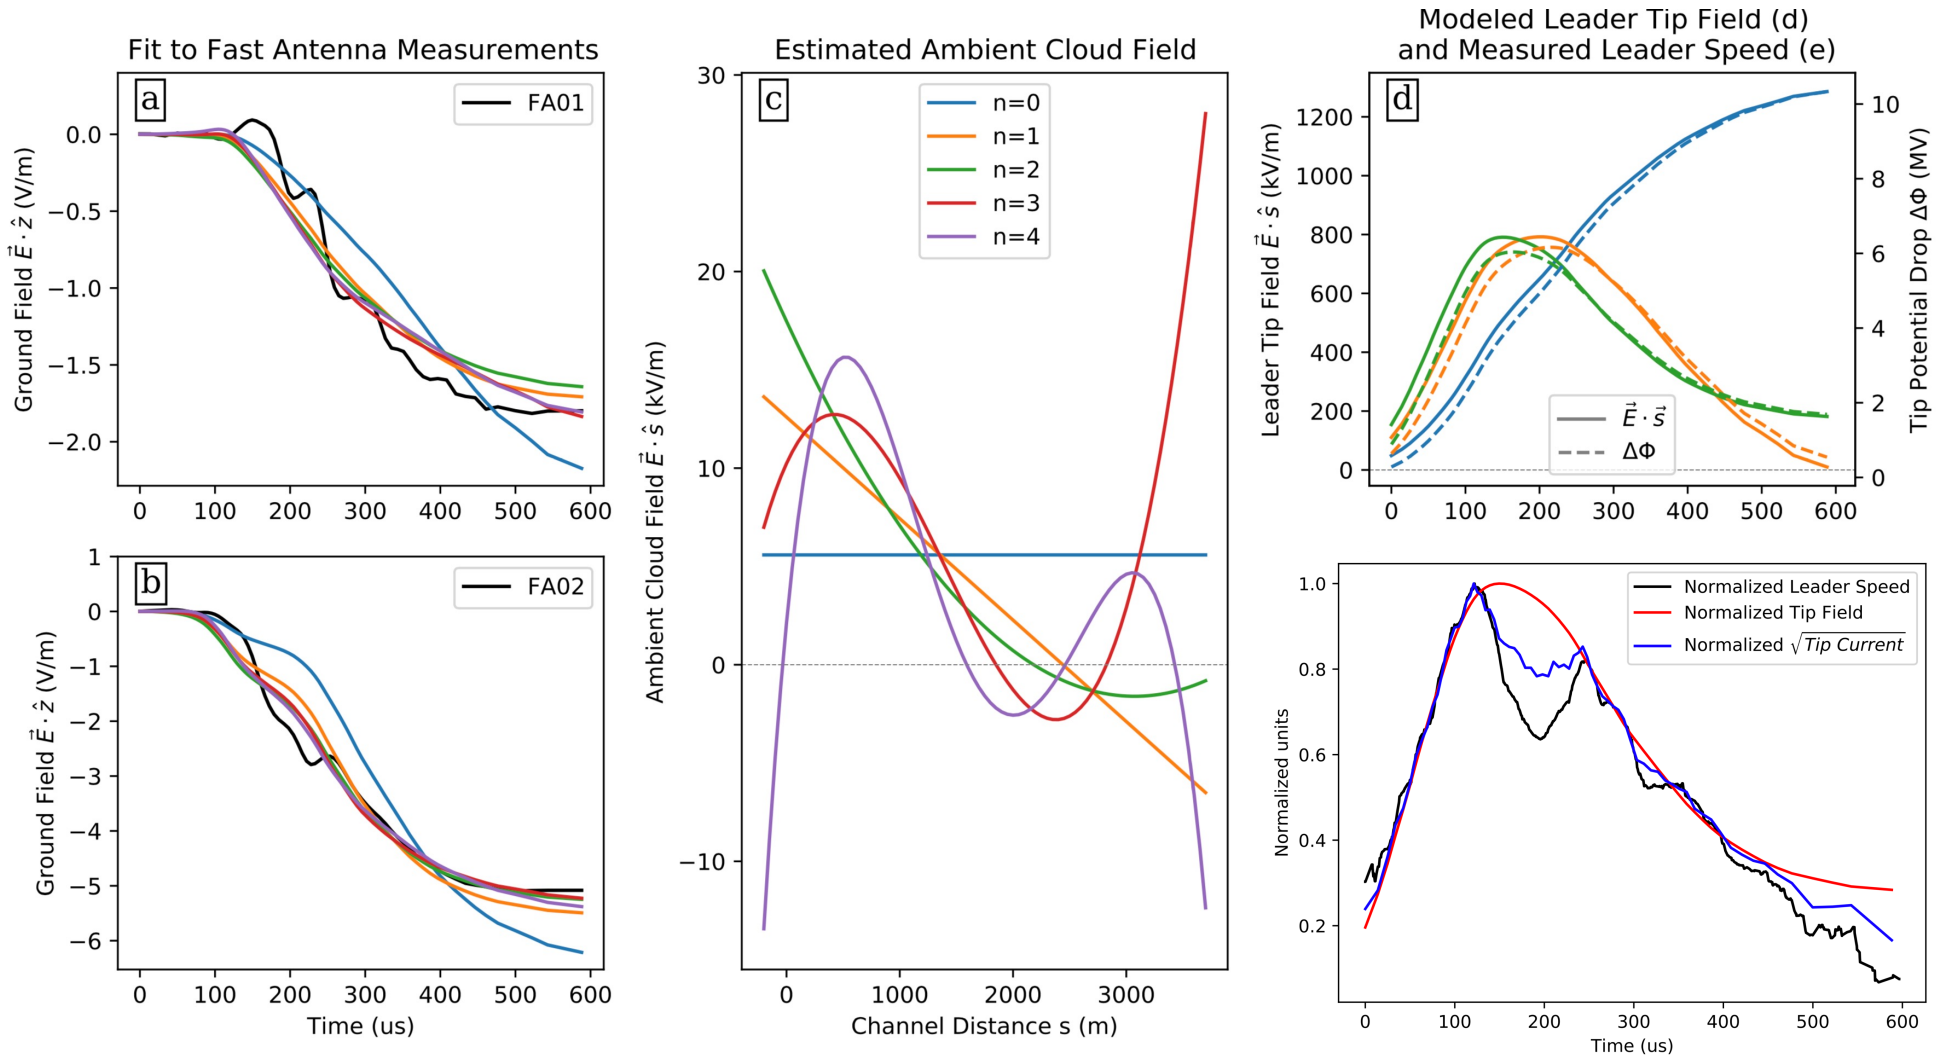 Fit to Fast Antenna Measurements
a
FA01
0.0
−0.5
−1.0
−1.5
−2.0
Ground Field E⃗ · ẑ (V/m)
0 100 200 300 400 500 600
b
FA02
1
0
−1
−2
−3
−4
−5
−6
Ground Field E⃗ · ẑ (V/m)
0 100 200 300 400 500 600
Time (us)
Estimated Ambient Cloud Field
c
n=0
n=1
n=2
n=3
n=4
30
20
10
0
−10
Ambient Cloud Field E⃗ · ŝ (kV/m)
0 1000 2000 3000
Channel Distance s (m)
Modeled Leader Tip Field (d)
and Measured Leader Speed (e)
d
1200
1000
800
600
400
200
0
Leader Tip Field E⃗ · ŝ (kV/m)
10
8
6
4
2
0
Tip Potential Drop ΔΦ (MV)
E⃗ · s⃗
ΔΦ
0 100 200 300 400 500 600
Normalized Leader Speed
Normalized Tip Field
Normalized √Tip Current
1.0
0.8
0.6
0.4
0.2
Normalized units
0 100 200 300 400 500 600
Time (us)